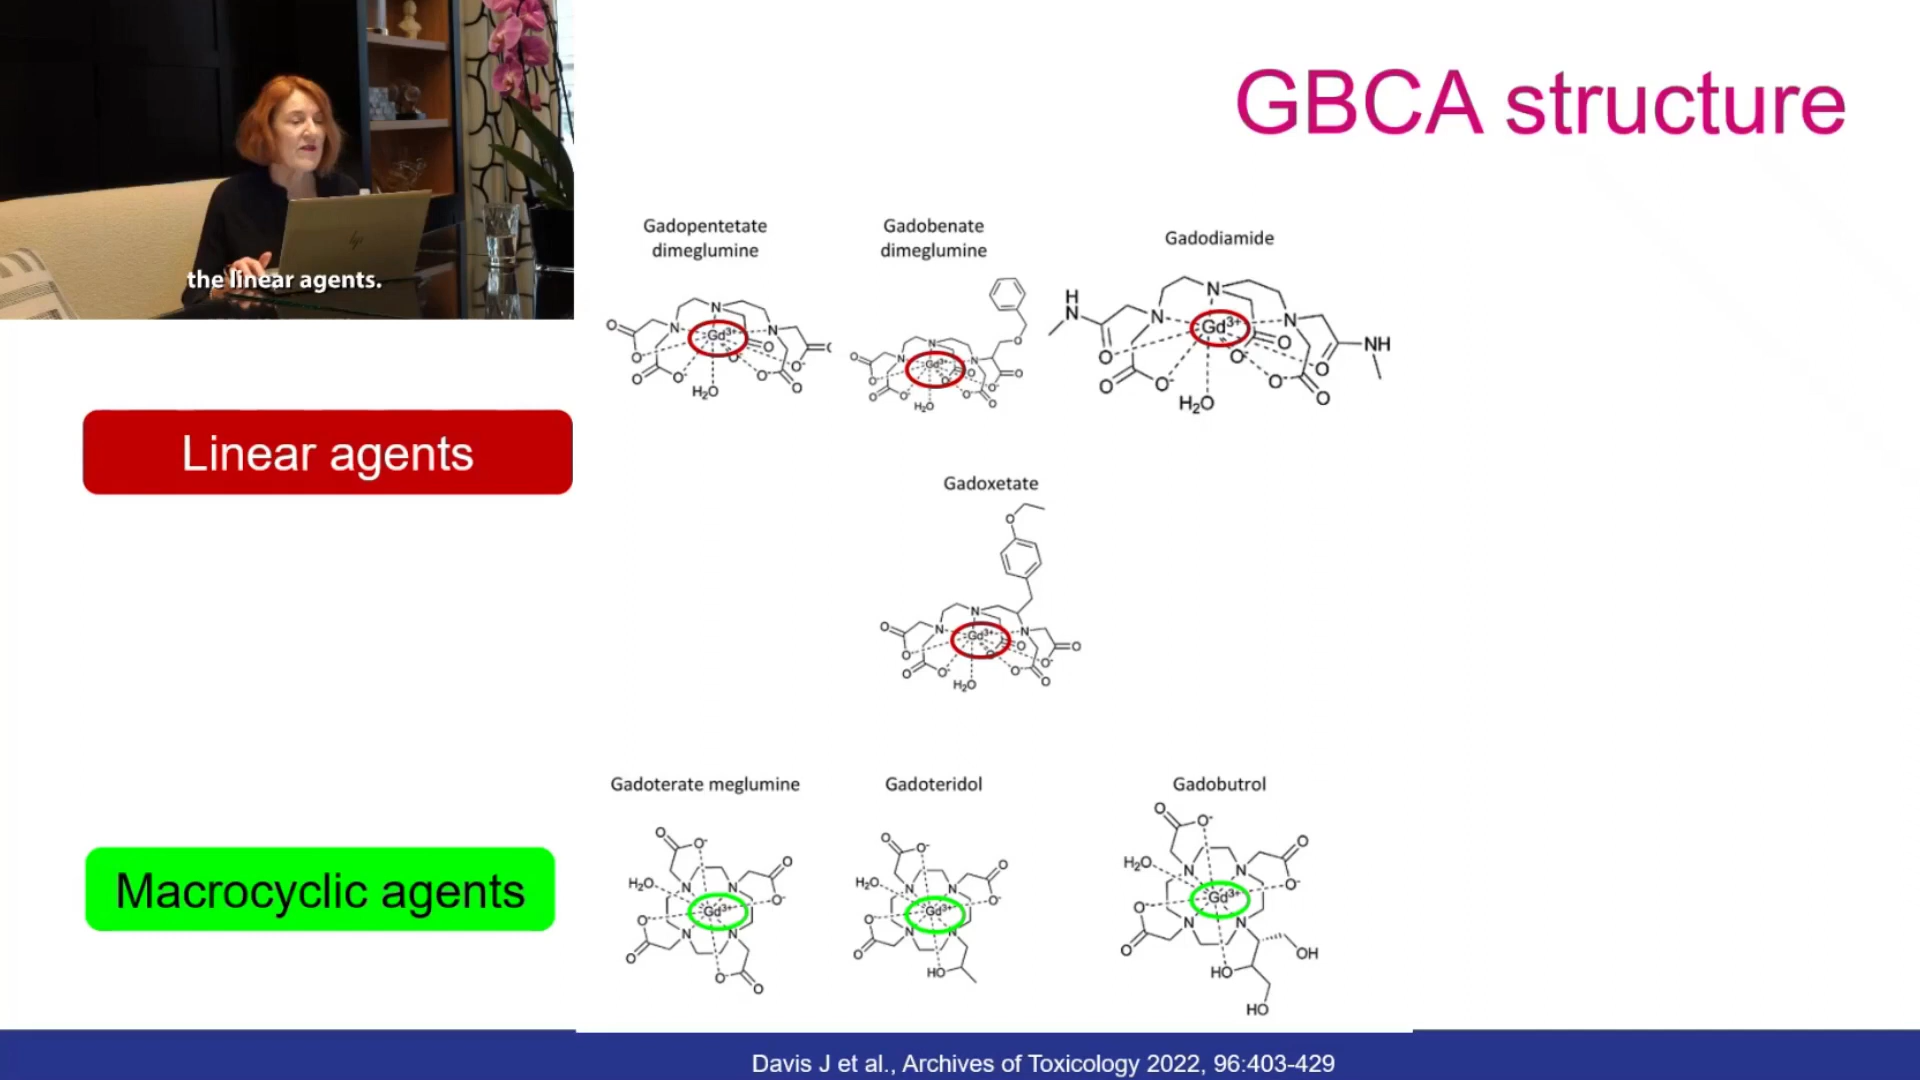 GBCA structure
the linear agents.
hp
Gadopentetate
dimeglumine
Gadobenate
dimeglumine
Gadodiamide
O N N N Gd³⁺ O O O O⁻ O O⁻ O H₂O
O N N N Gd³⁺ O O O O⁻ O O⁻ O O H₂O
H N O N N N Gd³⁺ O O O O⁻ O O⁻ O NH H₂O
Linear agents
Gadoxetate
O O N N N Gd³⁺ O O O O⁻ O O⁻ O H₂O
Gadoterate meglumine
Gadoteridol
Gadobutrol
O O⁻ O H₂O N N O⁻ Gd³⁺ O⁻ N N O O⁻ O
O O⁻ O H₂O N N O⁻ Gd³⁺ O⁻ N N O HO
O O⁻ O H₂O N N O⁻ Gd³⁺ O⁻ N N O OH HO HO
Macrocyclic agents
Davis J et al., Archives of Toxicology 2022, 96:403-429